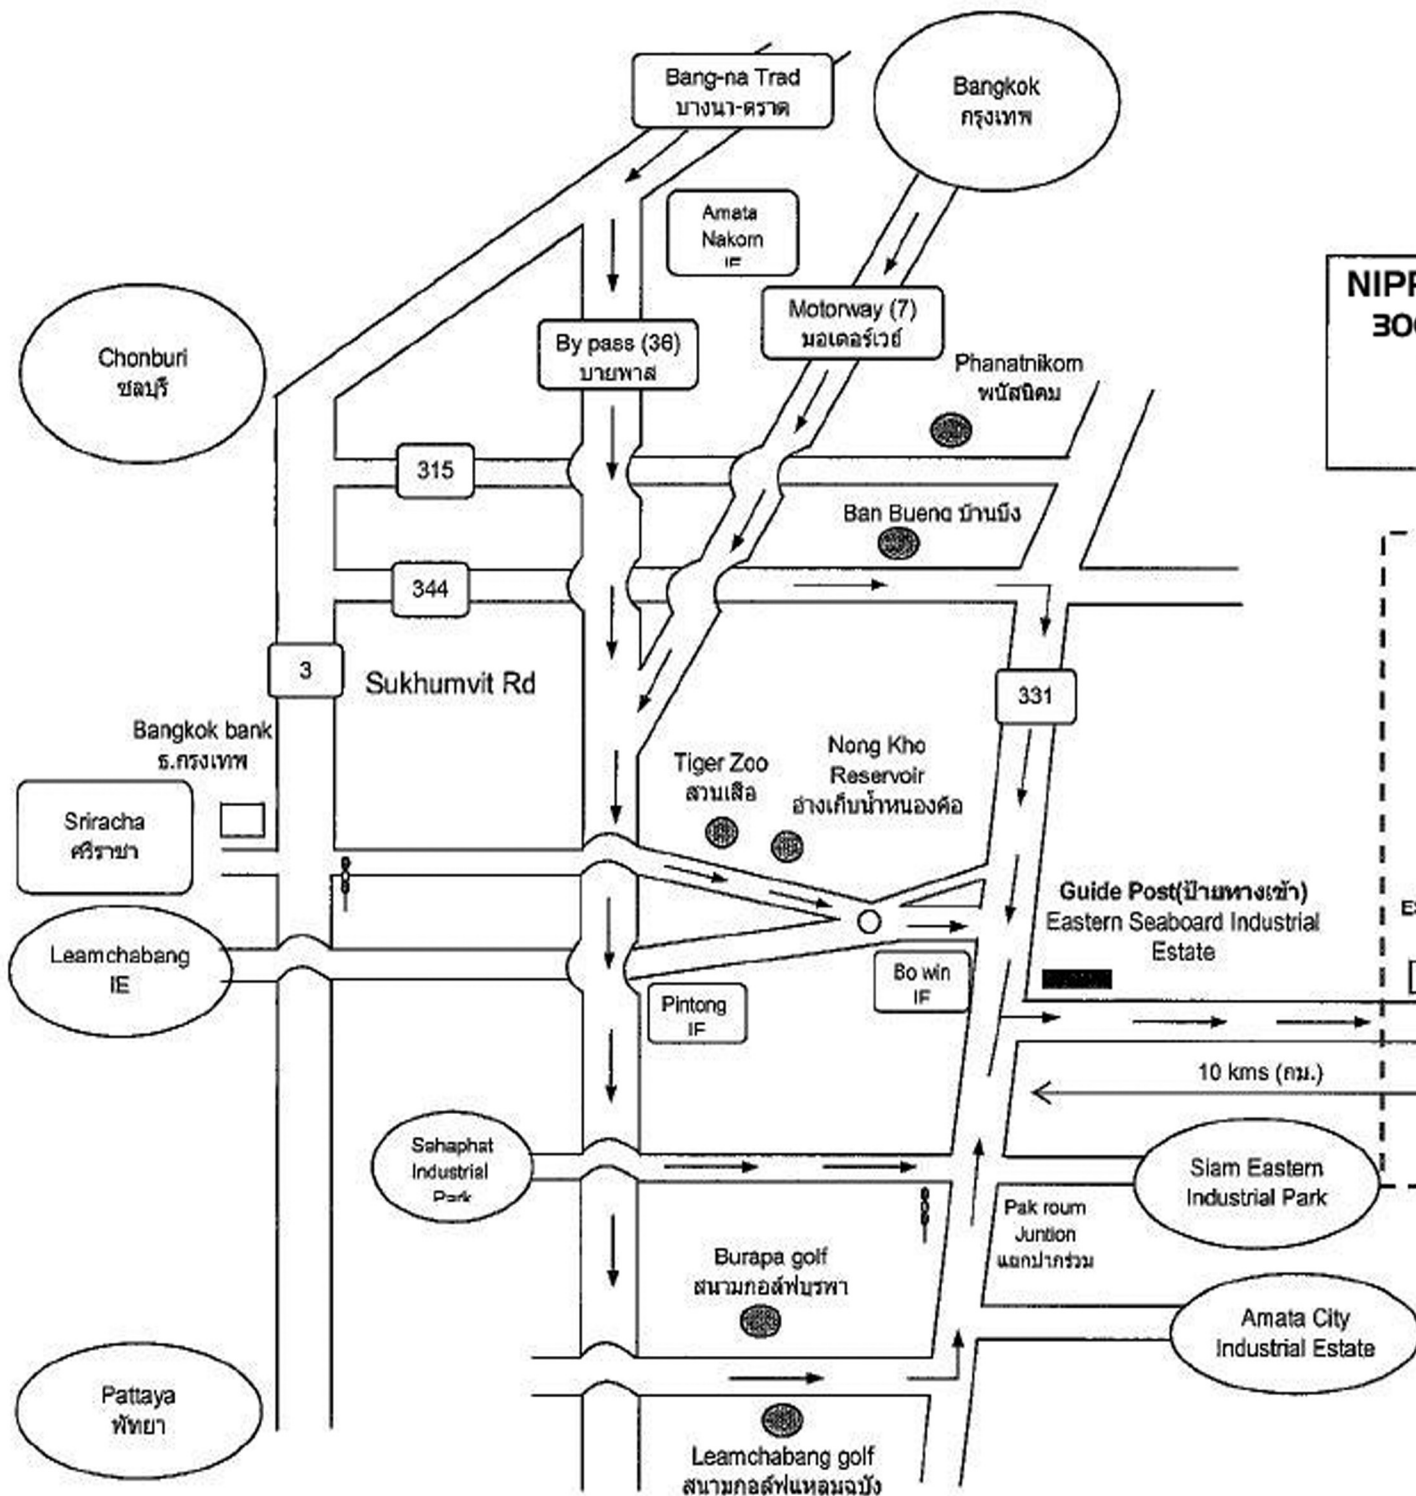 Bang-na Trad
บางนา-ตราด
Bangkok
กรุงเทพ
Amata
Nakorn
IE
Motorway (7)
มอเตอร์เวย์
By pass (36)
บายพาส
Chonburi
ชลบุรี
Phanatnikom
พนัสนิคม
315
Ban Bueng บ้านบึง
344
3
Sukhumvit Rd
331
Bangkok bank
ธ.กรุงเทพ
Sriracha
ศรีราชา
Tiger Zoo
สวนเสือ
Nong Kho
Reservoir
อ่างเก็บน้ำหนองค้อ
Guide Post(ป้ายทางเข้า)
Eastern Seaboard Industrial
Estate
Leamchabang
IE
Pintong
IE
Bo win
IE
10 kms (กม.)
Sahaphat
Industrial
Park
Siam Eastern
Industrial Park
Pak roum
Juntion
แยกปากร่วม
Burapa golf
สนามกอล์ฟบูรพา
Amata City
Industrial Estate
Pattaya
พัทยา
Leamchabang golf
สนามกอล์ฟแหลมฉบัง